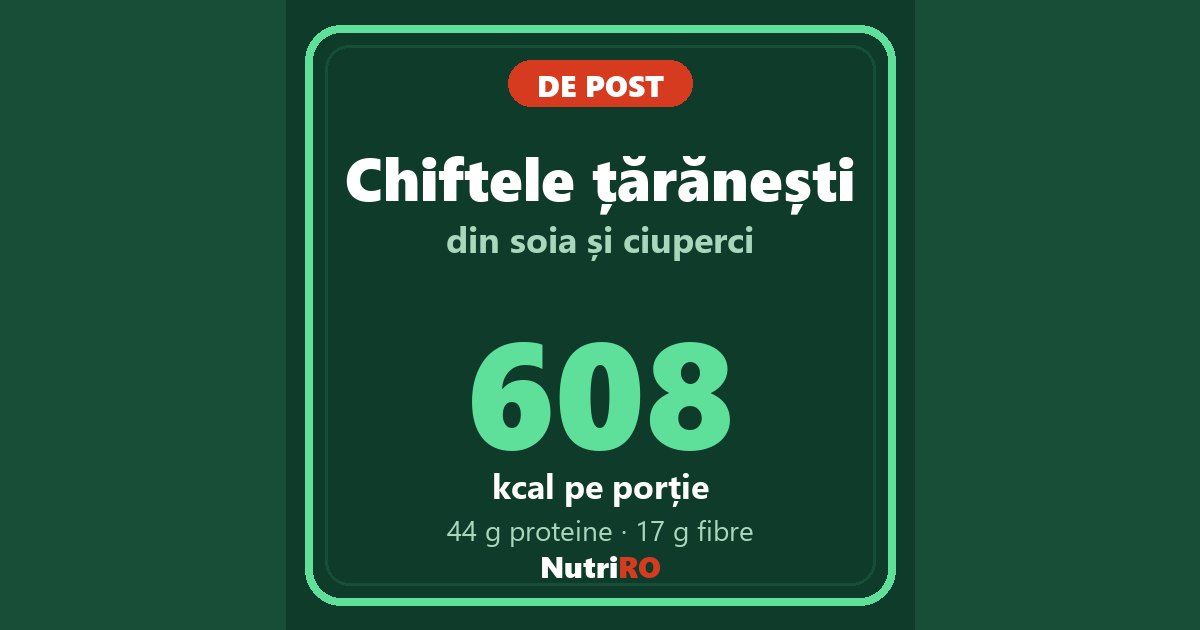 DE POST
Chiftele țărănești
din soia și ciuperci
608
kcal pe porție
44 g proteine · 17 g fibre
NutriRO